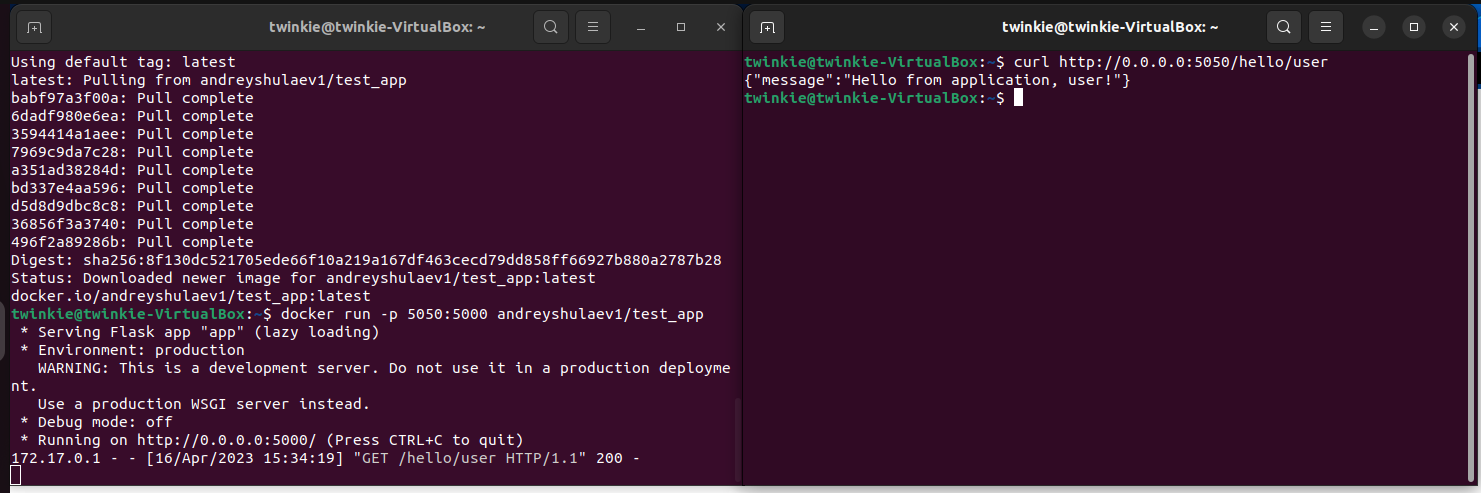 twinkie@twinkie-VirtualBox: ~
Using default tag: latest
latest: Pulling from andreyshulaev1/test_app
babf97a3f00a: Pull complete
6dadf980e6ea: Pull complete
3594414a1aee: Pull complete
7969c9da7c28: Pull complete
a351ad38284d: Pull complete
bd337e4aa596: Pull complete
d5d8d9dbc8c8: Pull complete
36856f3a3740: Pull complete
496f2a89286b: Pull complete
Digest: sha256:8f130dc521705ede66f10a219a167df463cecd79dd858ff66927b880a2787b28
Status: Downloaded newer image for andreyshulaev1/test_app:latest
docker.io/andreyshulaev1/test_app:latest
twinkie@twinkie-VirtualBox:~$ docker run -p 5050:5000 andreyshulaev1/test_app
 * Serving Flask app "app" (lazy loading)
 * Environment: production
   WARNING: This is a development server. Do not use it in a production deployme
nt.
   Use a production WSGI server instead.
 * Debug mode: off
 * Running on http://0.0.0.0:5000/ (Press CTRL+C to quit)
172.17.0.1 - - [16/Apr/2023 15:34:19] "GET /hello/user HTTP/1.1" 200 -
twinkie@twinkie-VirtualBox: ~
twinkie@twinkie-VirtualBox:~$ curl http://0.0.0.0:5050/hello/user
{"message":"Hello from application, user!"}
twinkie@twinkie-VirtualBox:~$